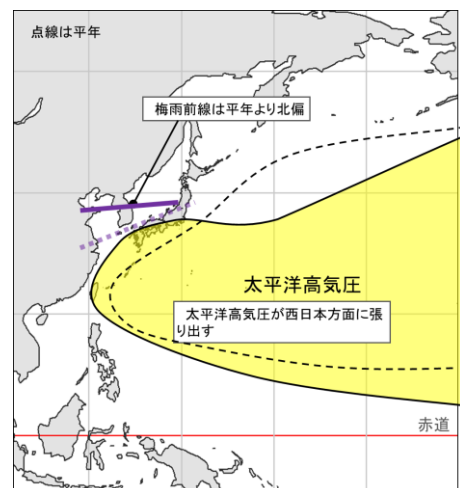 点線は平年
梅雨前線は平年より北偏
太平洋高気圧
太平洋高気圧が西日本方面に張
り出す
赤道